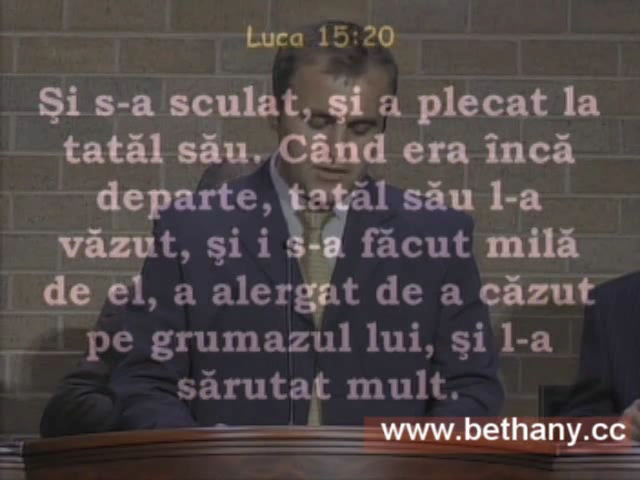 Luca 15:20
Şi s-a sculat, şi a plecat la
tatăl său. Când era încă
departe, tatăl său l-a
văzut, şi i s-a făcut milă
de el, a alergat de a căzut
pe grumazul lui, şi l-a
sărutat mult.
www.bethany.cc